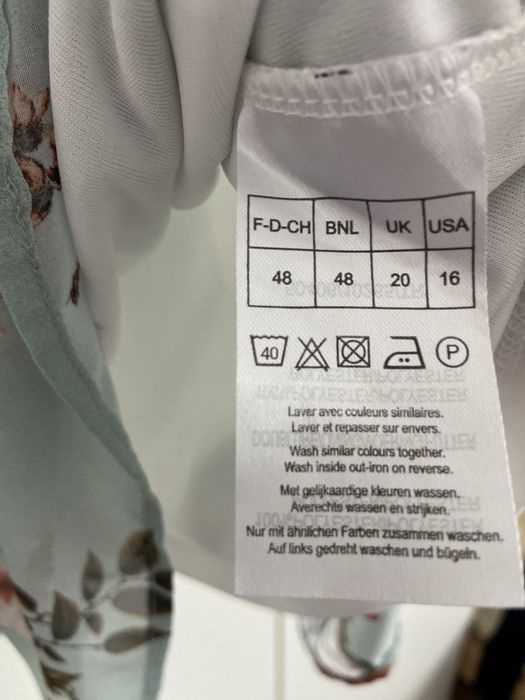 F-D-CH BNL UK USA
48 48 20 16
40 P
Laver avec couleurs similaires.
Laver et repasser sur envers.
Wash similar colours together.
Wash inside out-iron on reverse.
Met gelijkaardige kleuren wassen.
Averechts wassen en strijken.
Nur mit ähnlichen Farben zusammen waschen.
Auf links gedreht waschen und bügeln.